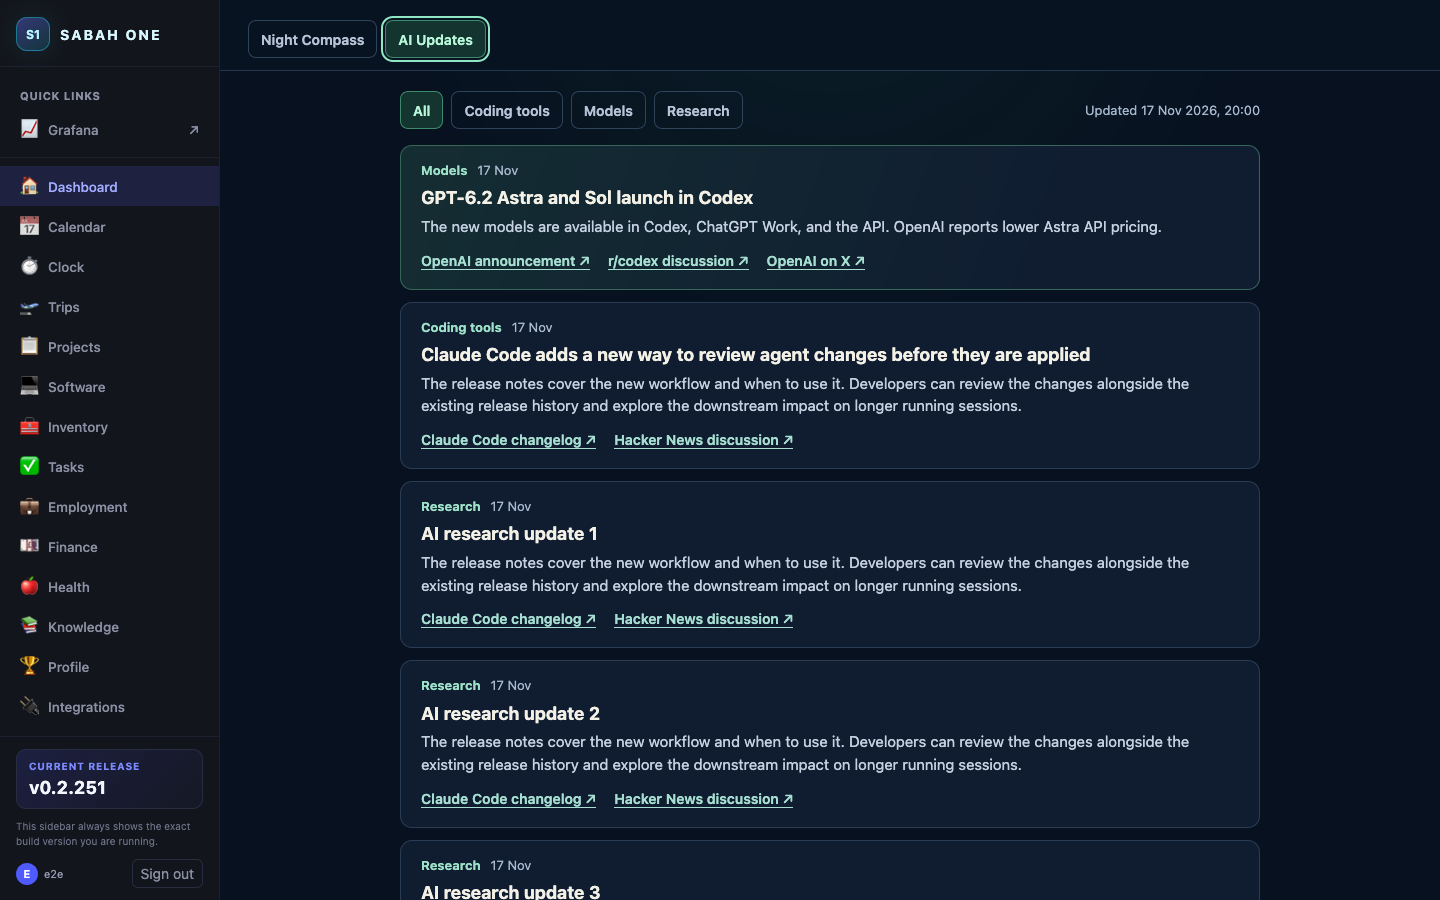 S1 SABAH ONE
QUICK LINKS
Grafana ↗
Dashboard
Calendar
17
Clock
Trips
Projects
Software
Inventory
Tasks
Employment
Finance
Health
Knowledge
Profile
Integrations
CURRENT RELEASE
v0.2.251
This sidebar always shows the exact
build version you are running.
E e2e Sign out
Night Compass AI Updates
All Coding tools Models Research Updated 17 Nov 2026, 20:00
Models 17 Nov
GPT-6.2 Astra and Sol launch in Codex
The new models are available in Codex, ChatGPT Work, and the API. OpenAI reports lower Astra API pricing.
OpenAI announcement ↗ r/codex discussion ↗ OpenAI on X ↗
Coding tools 17 Nov
Claude Code adds a new way to review agent changes before they are applied
The release notes cover the new workflow and when to use it. Developers can review the changes alongside the
existing release history and explore the downstream impact on longer running sessions.
Claude Code changelog ↗ Hacker News discussion ↗
Research 17 Nov
AI research update 1
The release notes cover the new workflow and when to use it. Developers can review the changes alongside the
existing release history and explore the downstream impact on longer running sessions.
Claude Code changelog ↗ Hacker News discussion ↗
Research 17 Nov
AI research update 2
The release notes cover the new workflow and when to use it. Developers can review the changes alongside the
existing release history and explore the downstream impact on longer running sessions.
Claude Code changelog ↗ Hacker News discussion ↗
Research 17 Nov
AI research update 3